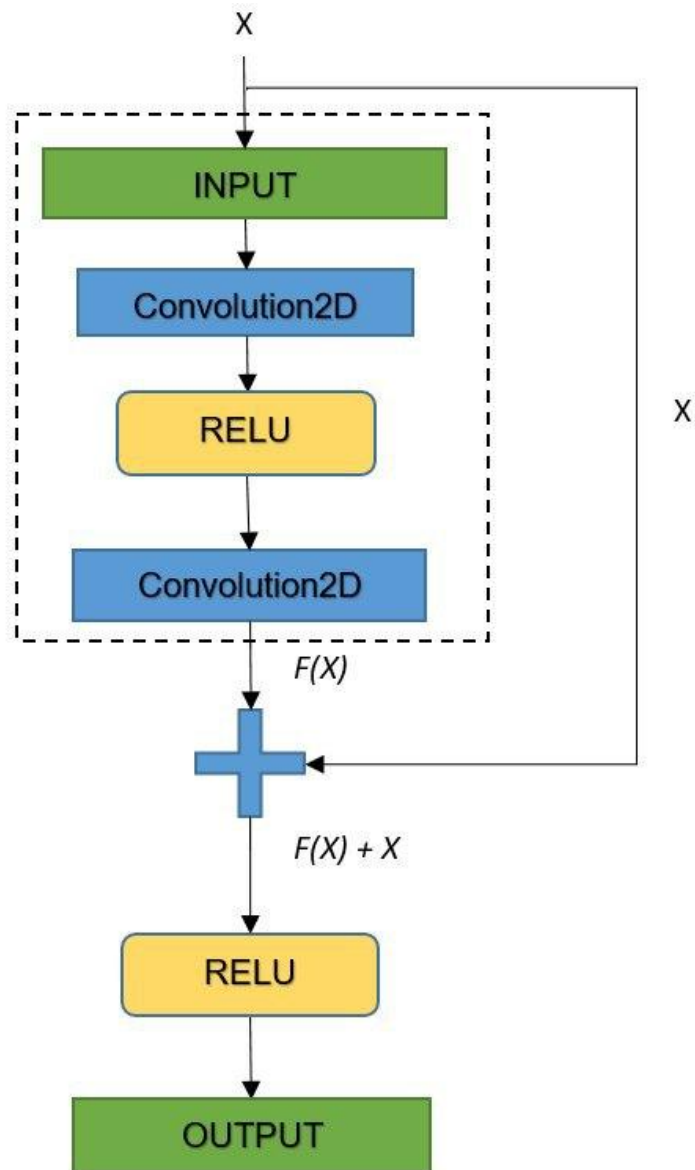 X
INPUT
Convolution2D
RELU
X
Convolution2D
F(X)
F(X) + X
RELU
OUTPUT